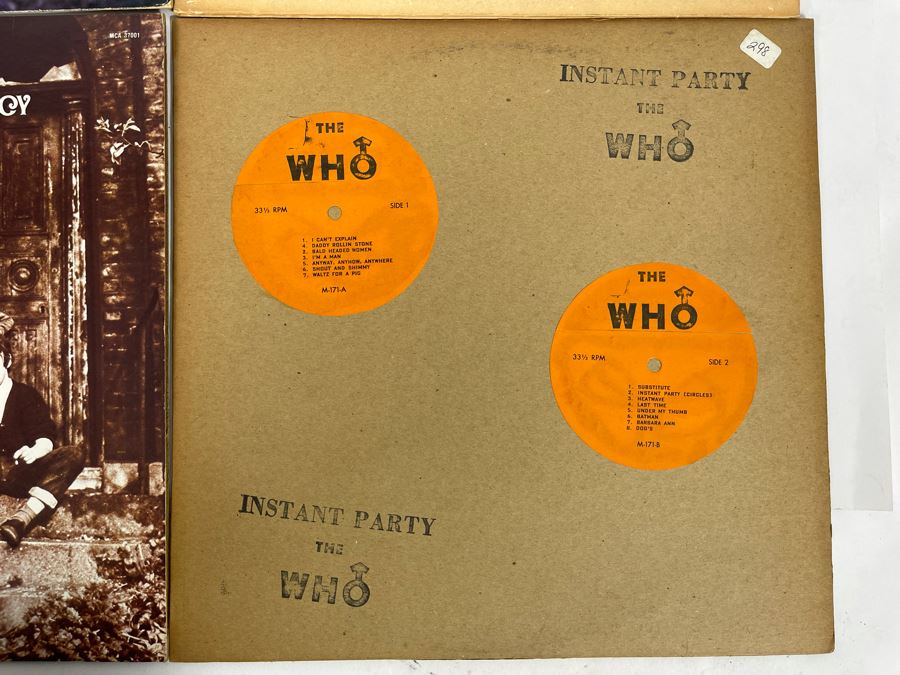 MCA 37001
CY
298
INSTANT PARTY
THE
WHO
THE
WHO
33⅓ RPM SIDE 1
1. I CAN'T EXPLAIN
4. DADDY ROLLIN STONE
2. BALD HEADED WOMEN
3. I'M A MAN
5. ANYWAY, ANYHOW, ANYWHERE
6. SHOUT AND SHIMMY
7. WALTZ FOR A PIG
M-171-A
THE
WHO
33⅓ RPM SIDE 2
1. SUBSTITUTE
2. INSTANT PARTY (CIRCLES)
3. HEATWAVE
4. LAST TIME
5. UNDER MY THUMB
6. BATMAN
7. BARBARA ANN
8. DOG'S
M-171-B
INSTANT PARTY
THE
WHO